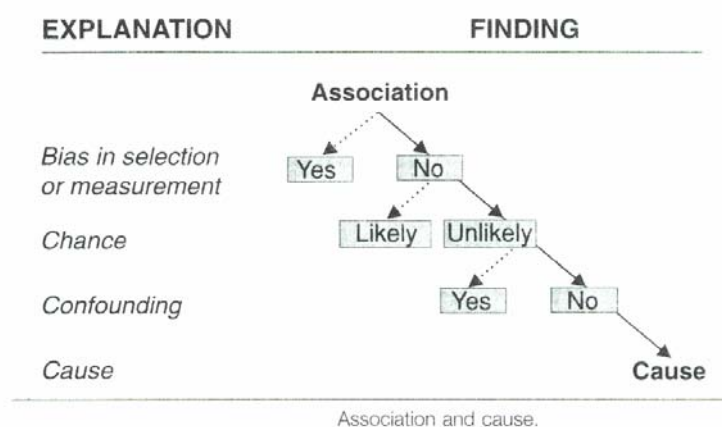 EXPLANATION FINDING
Association
Bias in selection
or measurement
Yes No
Chance
Likely Unlikely
Confounding
Yes No
Cause
Cause
Association and cause.